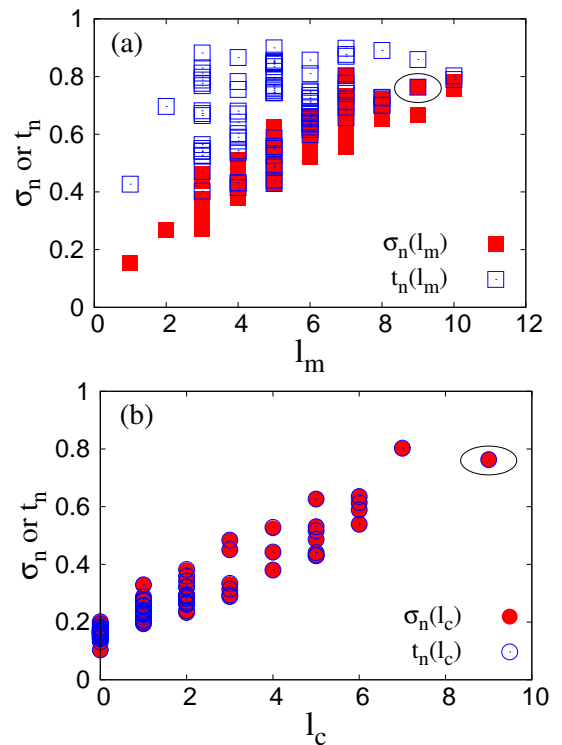 (a)
1
0.8
0.6
0.4
0.2
0
σn or tn
σn(lm)
tn(lm)
0 2 4 6 8 10 12
lm
(b)
1
0.8
0.6
0.4
0.2
0
σn or tn
σn(lc)
tn(lc)
0 2 4 6 8 10
lc